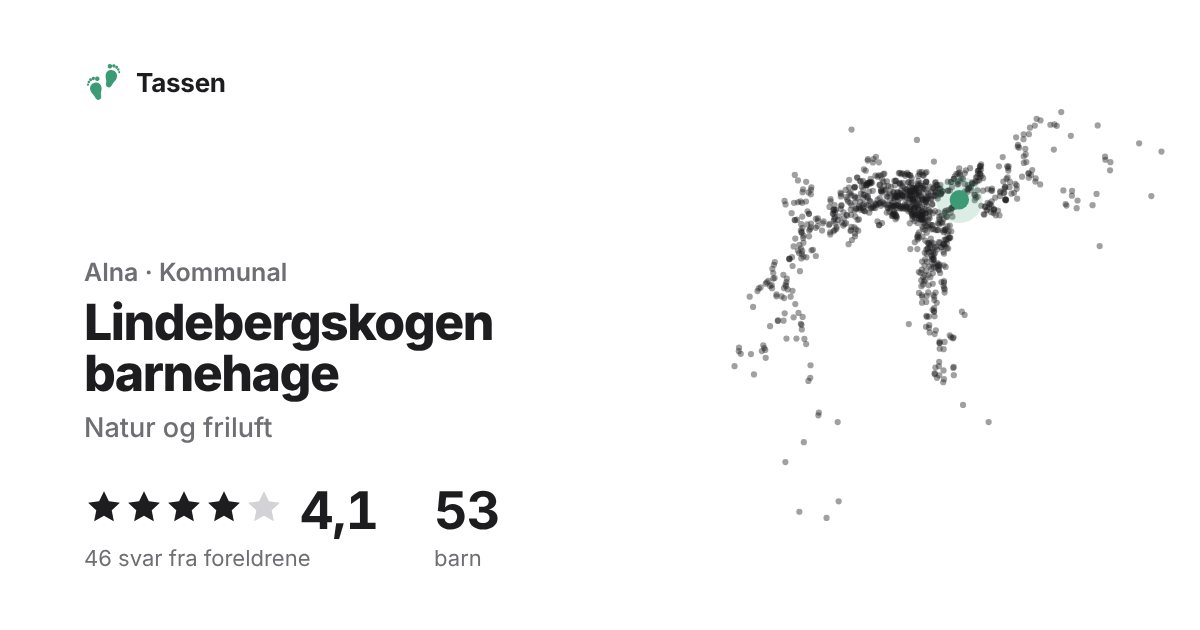 Tassen
Alna · Kommunal
Lindebergskogen
barnehage
Natur og friluft
4,1
46 svar fra foreldrene
53
barn